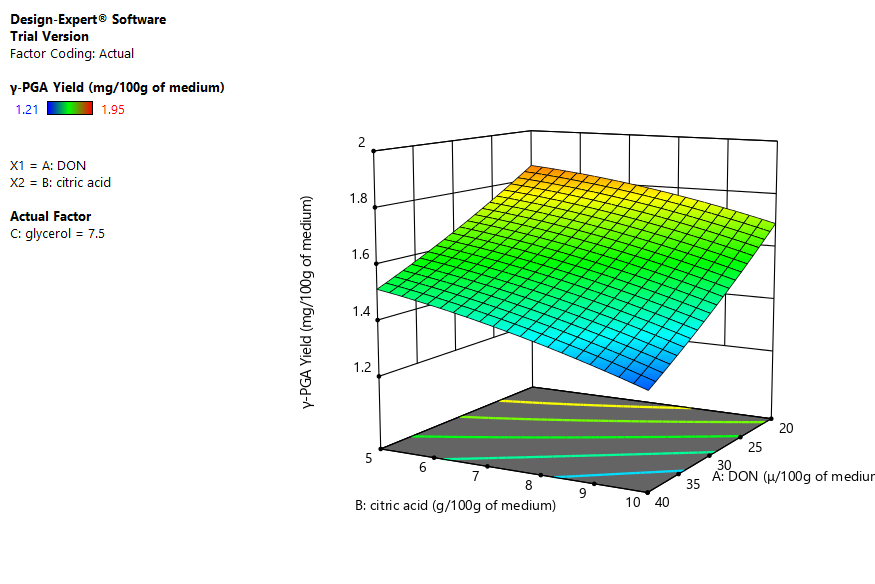 Design-Expert® Software
Trial Version
Factor Coding: Actual
γ-PGA Yield (mg/100g of medium)
1.21 1.95
X1 = A: DON
X2 = B: citric acid
Actual Factor
C: glycerol = 7.5
γ-PGA Yield (mg/100g of medium)
2
1.8
1.6
1.4
1.2
5
6
7
8
9
10
B: citric acid (g/100g of medium)
20
25
30
35
40
A: DON (µ/100g of medium